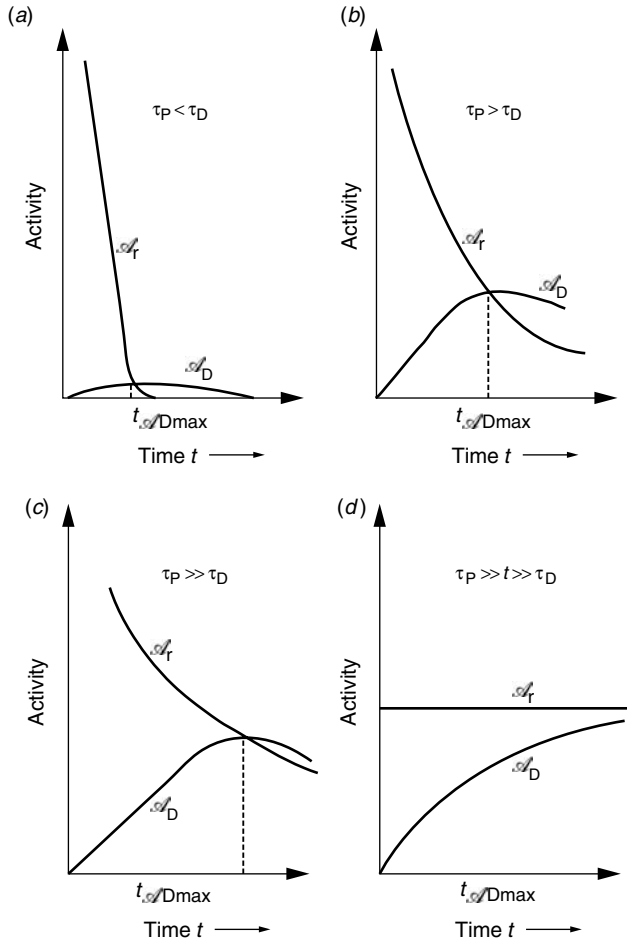 (a)
τP < τD
Activity
𝒜r
𝒜D
t𝒜Dmax
Time t
(b)
τP > τD
Activity
𝒜r
𝒜D
t𝒜Dmax
Time t
(c)
τP >> τD
Activity
𝒜r
𝒜D
t𝒜Dmax
Time t
(d)
τP >> t >> τD
Activity
𝒜r
𝒜D
t𝒜Dmax
Time t